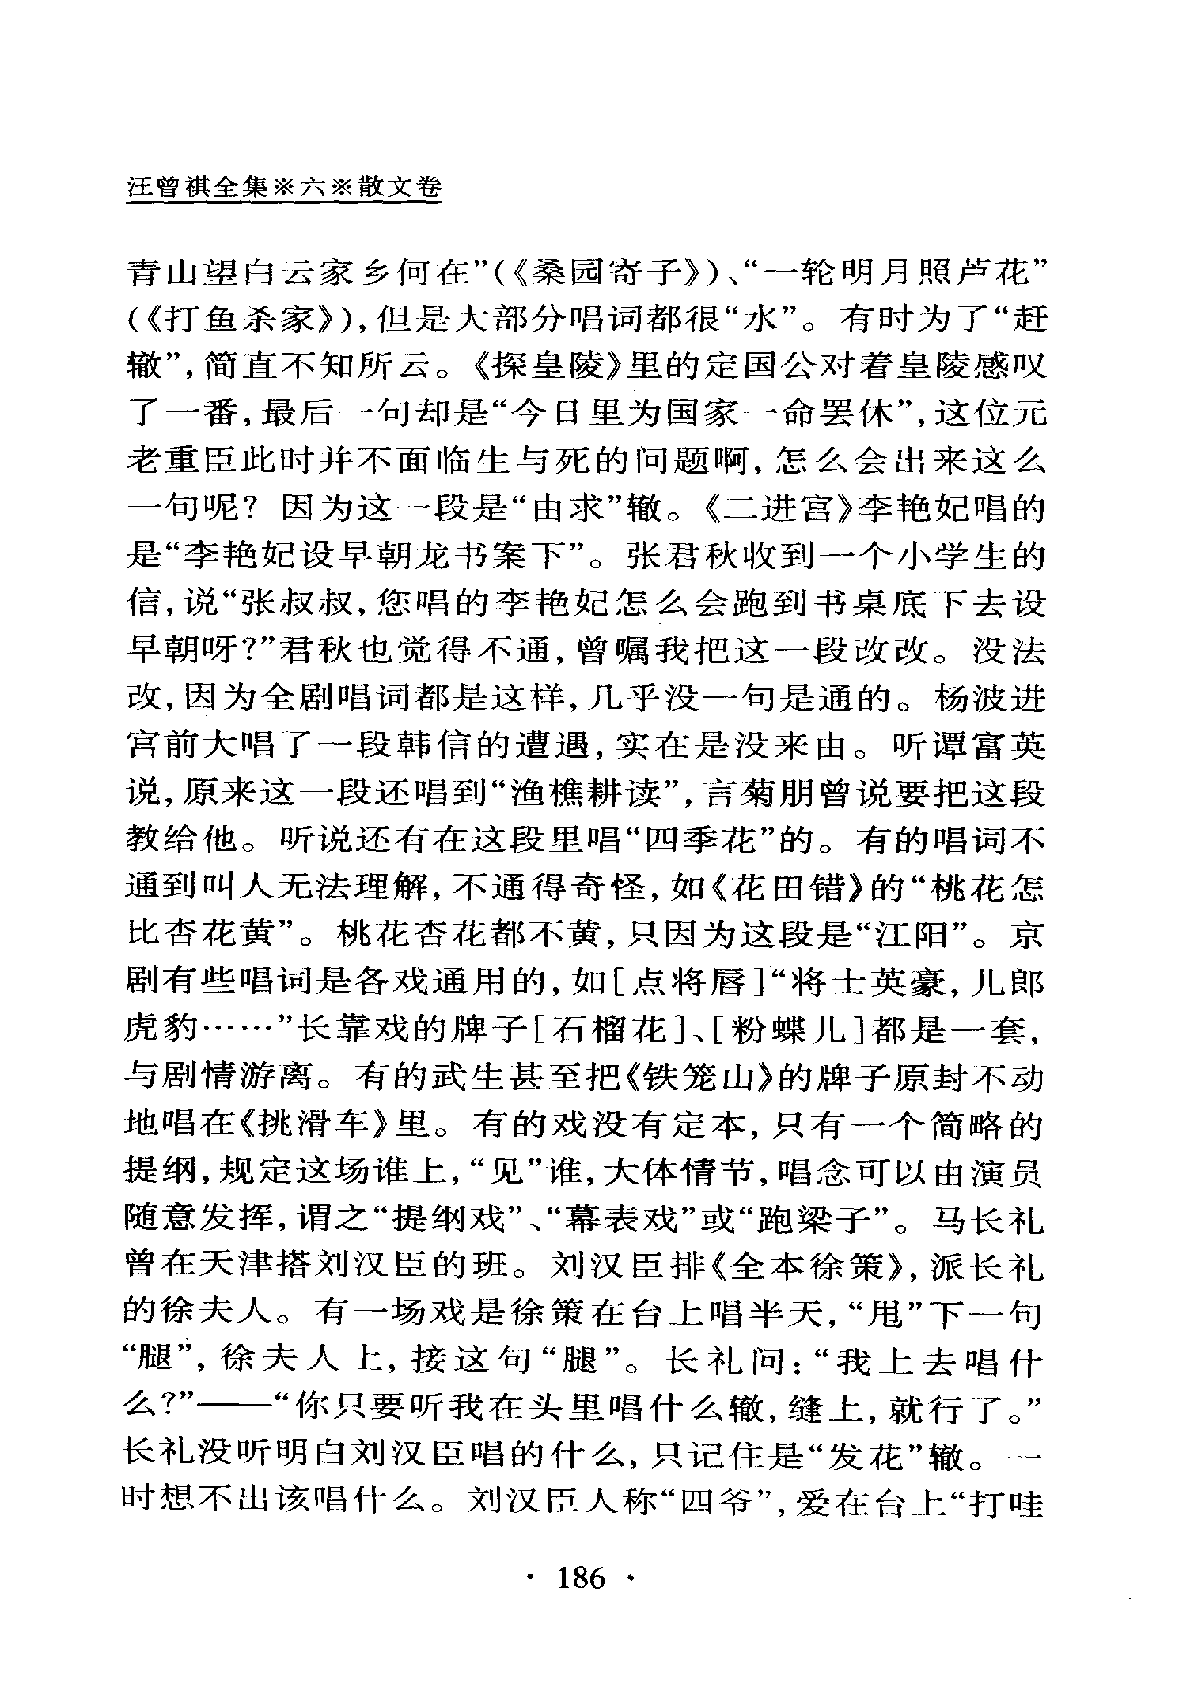 汪曾祺全集※六※散文卷
青山望白云家乡何在”(《桑园寄子》)、“一轮明月照芦花”
(《打鱼杀家》),但是大部分唱词都很“水”。有时为了“赶
辙”,简直不知所云。《探皇陵》里的定国公对着皇陵感叹
了一番,最后一句却是“今日里为国家一命罢休”,这位元
老重臣此时并不面临生与死的问题啊,怎么会出来这么
一句呢?因为这一段是“由求”辙。《二进宫》李艳妃唱的
是“李艳妃设早朝龙书案下”。张君秋收到一个小学生的
信,说“张叔叔,您唱的李艳妃怎么会跑到书桌底下去设
早朝呀?”君秋也觉得不通,曾嘱我把这一段改改。没法
改,因为全剧唱词都是这样,几乎没一句是通的。杨波进
宫前大唱了一段韩信的遭遇,实在是没来由。听谭富英
说,原来这一段还唱到“渔樵耕读”,言菊朋曾说要把这段
教给他。听说还有在这段里唱“四季花”的。有的唱词不
通到叫人无法理解,不通得奇怪,如《花田错》的“桃花怎
比杏花黄”。桃花杏花都不黄,只因为这段是“江阳”。京
剧有些唱词是各戏通用的,如[点将唇]“将士英豪,儿郎
虎豹……”长靠戏的牌子[石榴花]、[粉蝶儿]都是一套,
与剧情游离。有的武生甚至把《铁笼山》的牌子原封不动
地唱在《挑滑车》里。有的戏没有定本,只有一个简略的
提纲,规定这场谁上,“见”谁,大体情节,唱念可以由演员
随意发挥,谓之“提纲戏”、“幕表戏”或“跑梁子”。马长礼
曾在天津搭刘汉臣的班。刘汉臣排《全本徐策》,派长礼
的徐夫人。有一场戏是徐策在台上唱半天,“甩”下一句
“腿”,徐夫人上,接这句“腿”。长礼问:“我上去唱什
么?”——“你只要听我在头里唱什么辙,缝上,就行了。”
长礼没听明白刘汉臣唱的什么,只记住是“发花”辙。一
时想不出该唱什么。刘汉臣人称“四爷”,爱在台上“打哇
· 186 ·